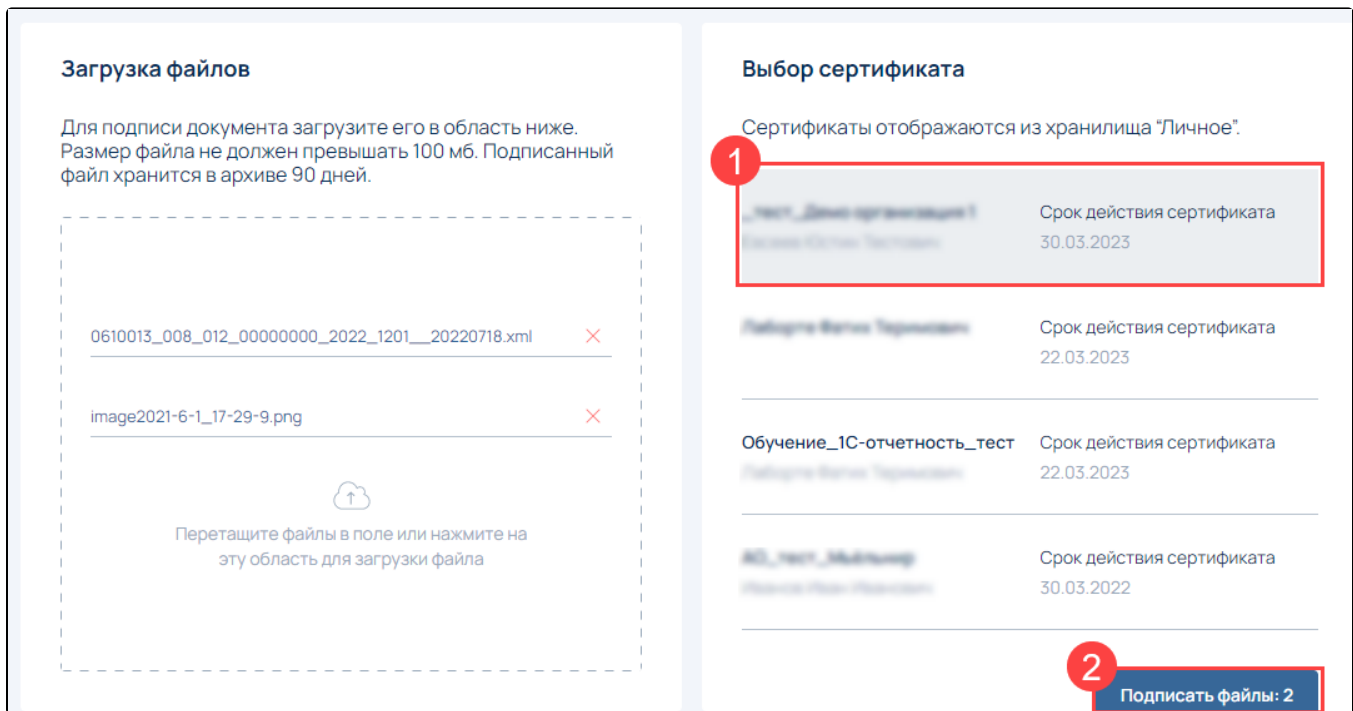 Загрузка файлов
Для подписи документа загрузите его в область ниже.
Размер файла не должен превышать 100 мб. Подписанный
файл хранится в архиве 90 дней.
0610013_008_012_00000000_2022_1201__20220718.xml
image2021-6-1_17-29-9.png
Перетащите файлы в поле или нажмите на
эту область для загрузки файла
Выбор сертификата
Сертификаты отображаются из хранилища “Личное”.
1
Срок действия сертификата
30.03.2023
Срок действия сертификата
22.03.2023
Обучение_1С-отчетность_тест
Срок действия сертификата
22.03.2023
Срок действия сертификата
30.03.2022
2
Подписать файлы: 2